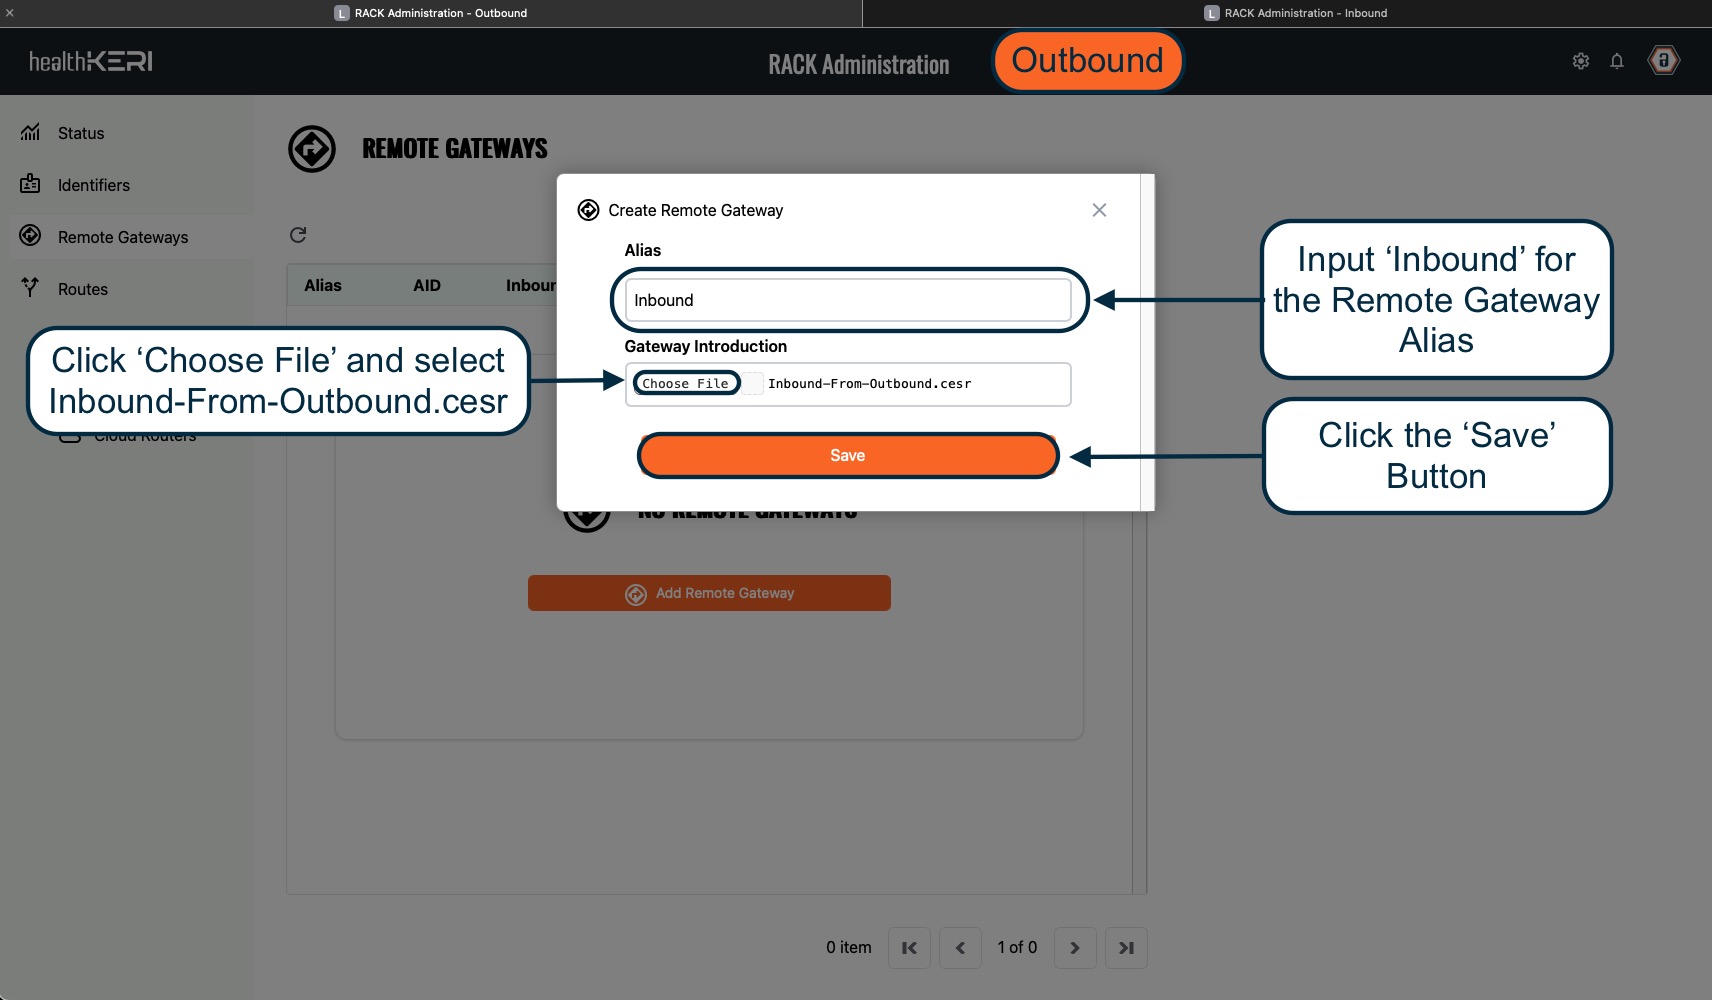 L RACK Administration - Outbound
L RACK Administration - Inbound
healthKERI
RACK Administration
Outbound
Status
Identifiers
Remote Gateways
Routes
Cloud Routers
REMOTE GATEWAYS
Alias AID
Create Remote Gateway
Alias
Inbound
Gateway Introduction
Choose File Inbound-From-Outbound.cesr
Save
Input ‘Inbound’ for
the Remote Gateway
Alias
Click ‘Choose File’ and select
Inbound-From-Outbound.cesr
Click the ‘Save’
Button
NO REMOTE GATEWAYS
Add Remote Gateway
0 item
1 of 0